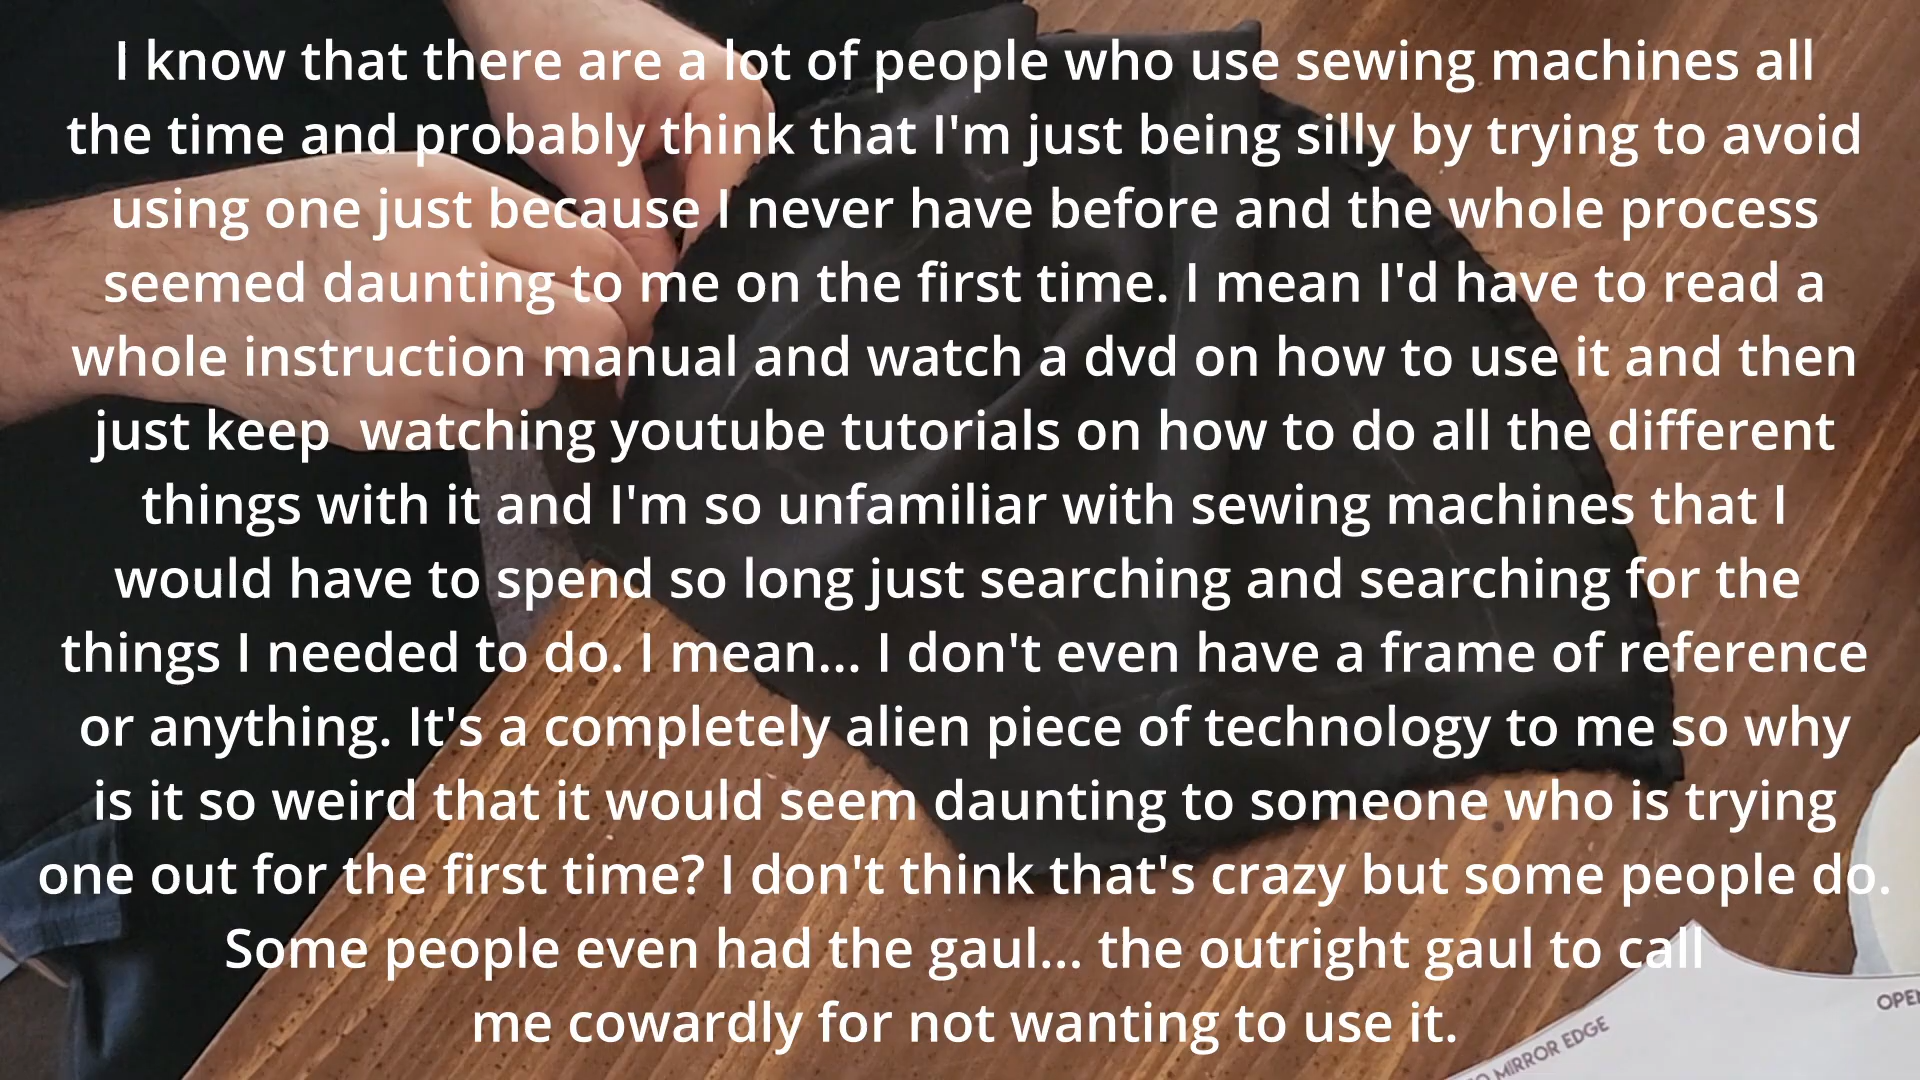 I know that there are a lot of people who use sewing machines all
the time and probably think that I'm just being silly by trying to avoid
using one just because I never have before and the whole process
seemed daunting to me on the first time. I mean I'd have to read a
whole instruction manual and watch a dvd on how to use it and then
just keep  watching youtube tutorials on how to do all the different
things with it and I'm so unfamiliar with sewing machines that I
would have to spend so long just searching and searching for the
things I needed to do. I mean... I don't even have a frame of reference
or anything. It's a completely alien piece of technology to me so why
is it so weird that it would seem daunting to someone who is trying
one out for the first time? I don't think that's crazy but some people do.
Some people even had the gaul... the outright gaul to call
me cowardly for not wanting to use it.
MIRROR EDGE